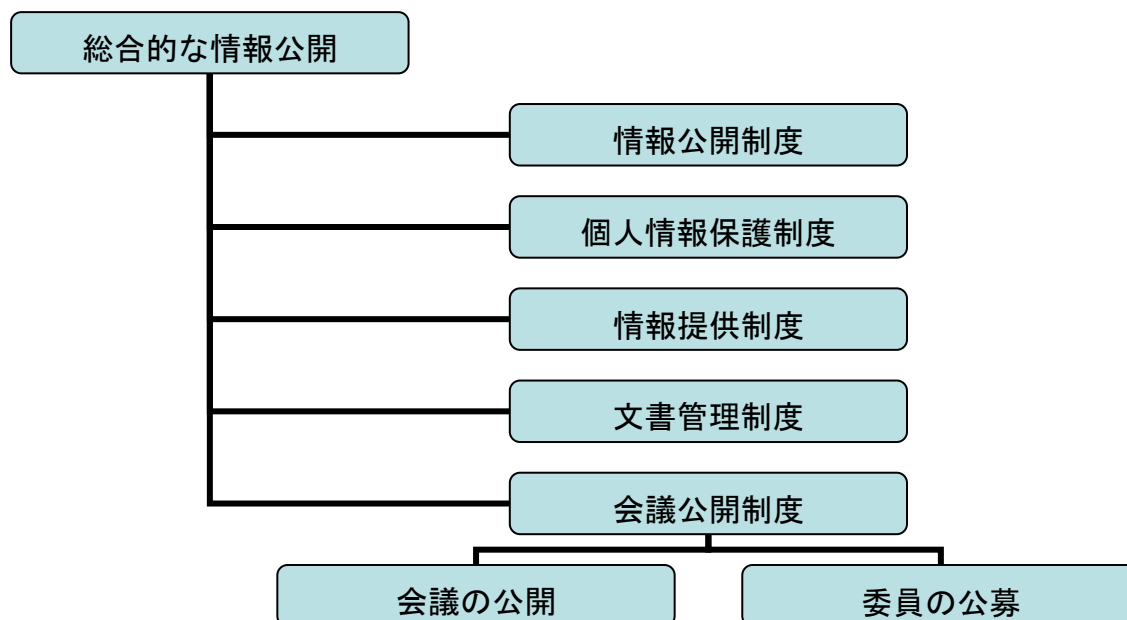 総合的な情報公開
情報公開制度
個人情報保護制度
情報提供制度
文書管理制度
会議公開制度
会議の公開
委員の公募